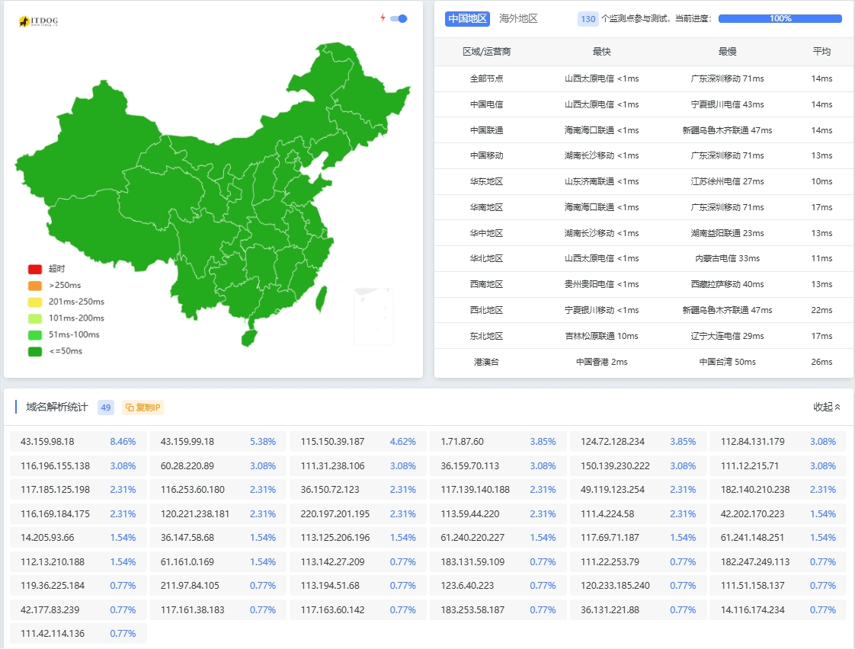 ITDOG
中国地区 海外地区 130 个监测点参与测试，当前进度： 100%
区域/运营商 最快 最慢 平均
全部节点 山西太原电信 <1ms 广东深圳移动 71ms 14ms
中国电信 山西太原电信 <1ms 宁夏银川电信 43ms 14ms
中国联通 海南海口联通 <1ms 新疆乌鲁木齐联通 47ms 14ms
中国移动 湖南长沙移动 <1ms 广东深圳移动 71ms 13ms
华东地区 山东济南联通 <1ms 江苏徐州电信 27ms 10ms
华南地区 海南海口联通 <1ms 广东深圳移动 71ms 17ms
华中地区 湖南长沙移动 <1ms 湖南益阳联通 23ms 13ms
华北地区 山西太原电信 <1ms 内蒙古电信 33ms 11ms
西南地区 贵州贵阳电信 <1ms 西藏拉萨移动 40ms 13ms
西北地区 宁夏银川移动 <1ms 新疆乌鲁木齐联通 47ms 22ms
东北地区 吉林松原联通 10ms 辽宁大连电信 29ms 17ms
港澳台 中国香港 2ms 中国台湾 50ms 26ms
超时
>250ms
201ms-250ms
101ms-200ms
51ms-100ms
<=50ms
域名解析统计 49 复制IP 收起
43.159.98.18 8.46% 43.159.99.18 5.38% 115.150.39.187 4.62% 1.71.87.60 3.85% 124.72.128.234 3.85% 112.84.131.179 3.08%
116.196.155.138 3.08% 60.28.220.89 3.08% 111.31.238.106 3.08% 36.159.70.113 3.08% 150.139.230.222 3.08% 111.12.215.71 3.08%
117.185.125.198 2.31% 116.253.60.180 2.31% 36.150.72.123 2.31% 117.139.140.188 2.31% 49.119.123.254 2.31% 182.140.210.238 2.31%
116.169.184.175 2.31% 120.221.238.181 2.31% 220.197.201.195 2.31% 113.59.44.220 2.31% 111.4.224.58 2.31% 42.202.170.223 1.54%
14.205.93.66 1.54% 36.147.58.68 1.54% 113.125.206.196 1.54% 61.240.220.227 1.54% 117.69.71.187 1.54% 61.241.148.251 1.54%
112.13.210.188 1.54% 61.161.0.169 1.54% 113.142.27.209 0.77% 183.131.59.109 0.77% 111.22.253.79 0.77% 182.247.249.113 0.77%
119.36.225.184 0.77% 211.97.84.105 0.77% 113.194.51.68 0.77% 123.6.40.223 0.77% 120.233.185.240 0.77% 111.51.158.137 0.77%
42.177.83.239 0.77% 117.161.38.183 0.77% 117.163.60.142 0.77% 183.253.58.187 0.77% 36.131.221.88 0.77% 14.116.174.234 0.77%
111.42.114.136 0.77%